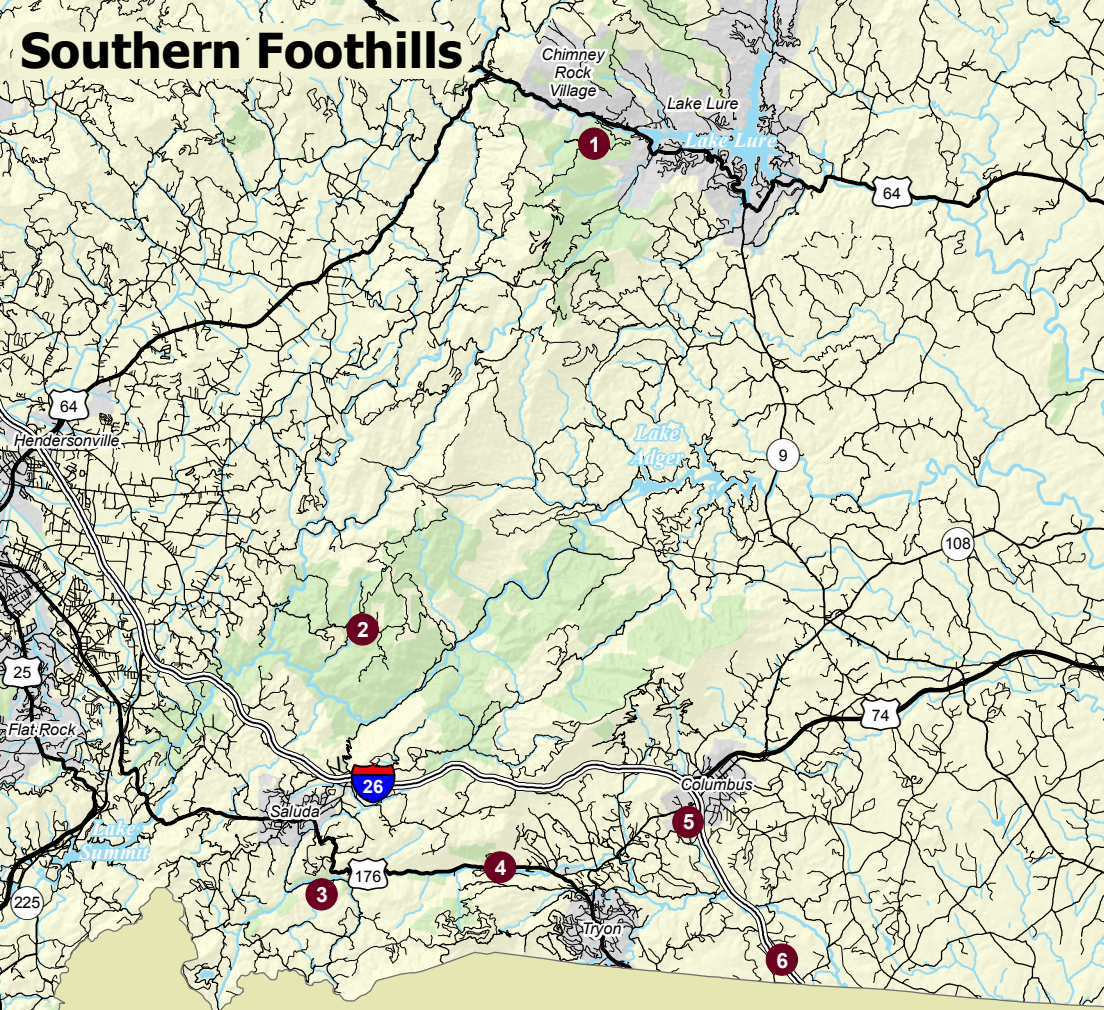 Southern Foothills
Chimney
Rock
Village
Lake Lure
1
Lake Lure
64
64
Hendersonville
Lake
Adger
9
108
2
25
Flat Rock
74
26
Columbus
Saluda
5
Lake
Summit
4
176
3
225
Tryon
6